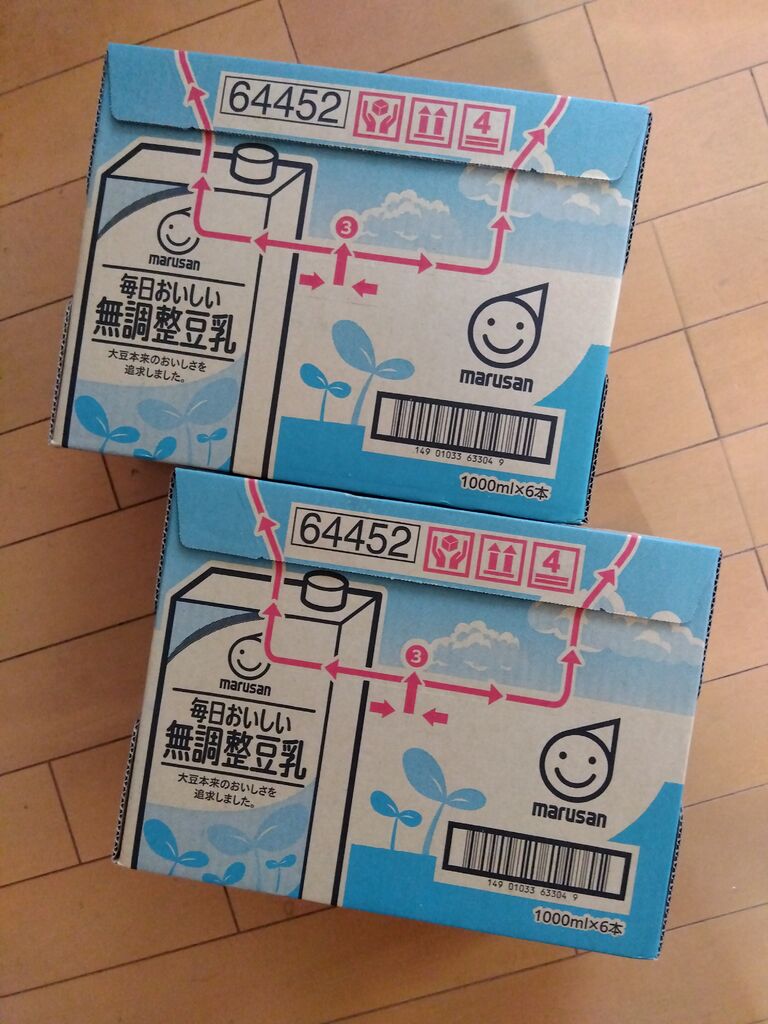 64452
4
3
marusan
毎日おいしい
無調整豆乳
大豆本来のおいしさを
追求しました。
marusan
149 01033 63304 9
1000ml×6本
64452
4
3
marusan
毎日おいしい
無調整豆乳
大豆本来のおいしさを
追求しました。
marusan
149 01033 63304 9
1000ml×6本